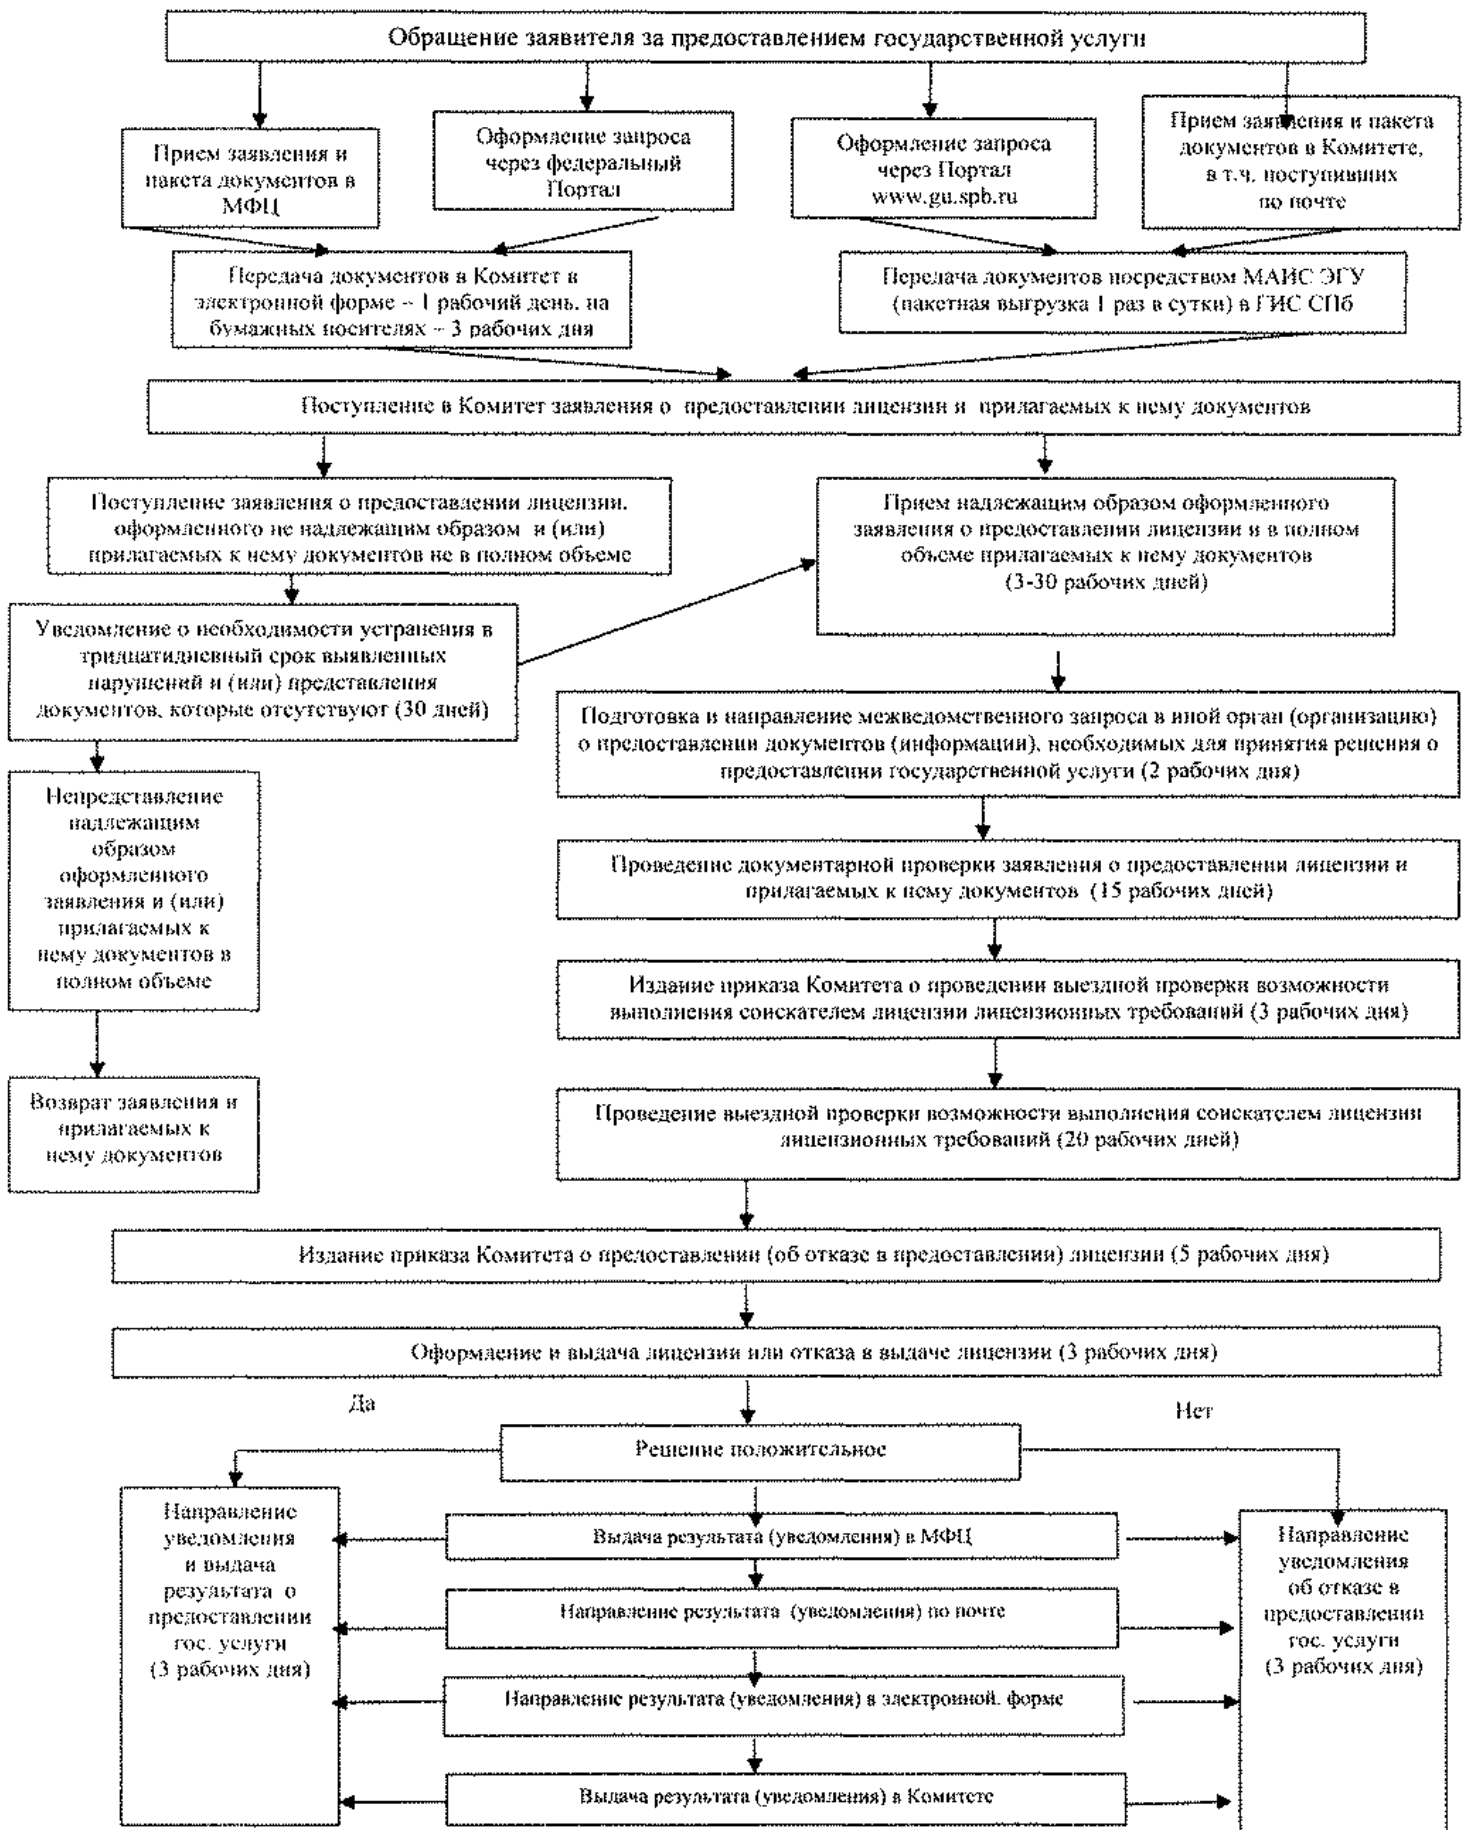 Обращение заявителя за предоставлением государственной услуги
Прием заявления и
пакета документов в
МФЦ
Оформление запроса
через федеральный
Портал
Оформление запроса
через Портал
www.gu.spb.ru
Прием заявления и пакета
документов в Комитете,
в т.ч. поступивших
по почте
Передача документов в Комитет в
электронной форме – 1 рабочий день. на
бумажных носителях – 3 рабочих дня
Передача документов посредством МАИС ЭГУ
(пакетная выгрузка 1 раз в сутки) в ГИС СПб
Поступление в Комитет заявления о предоставлении лицензии и прилагаемых к нему документов
Поступление заявления о предоставлении лицензии.
оформленного не надлежащим образом и (или)
прилагаемых к нему документов не в полном объеме
Прием надлежащим образом оформленного
заявления о предоставлении лицензии и в полном
объеме прилагаемых к нему документов
(3-30 рабочих дней)
Уведомление о необходимости устранения в
тридцатидневный срок выявленных
нарушений и (или) представления
документов, которые отсутствуют (30 дней)
Подготовка и направление межведомственного запроса в иной орган (организацию)
о предоставлении документов (информации), необходимых для принятия решения о
предоставлении государственной услуги (2 рабочих дня)
Непредставление
надлежащим
образом
оформленного
заявления и (или)
прилагаемых к
нему документов в
полном объеме
Проведение документарной проверки заявления о предоставлении лицензии и
прилагаемых к нему документов (15 рабочих дней)
Издание приказа Комитета о проведении выездной проверки возможности
выполнения соискателем лицензии лицензионных требований (3 рабочих дня)
Возврат заявления и
прилагаемых к
нему документов
Проведение выездной проверки возможности выполнения соискателем лицензии
лицензионных требований (20 рабочих дней)
Издание приказа Комитета о предоставлении (об отказе в предоставлении) лицензии (5 рабочих дня)
Оформление и выдача лицензии или отказа в выдаче лицензии (3 рабочих дня)
Да
Нет
Решение положительное
Направление
уведомления
и выдача
результата о
предоставлении
гос. услуги
(3 рабочих дня)
Выдача результата (уведомления) в МФЦ
Направление результата (уведомления) по почте
Направление результата (уведомления) в электронной. форме
Выдача результата (уведомления) в Комитете
Направление
уведомления
об отказе в
предоставлении
гос. услуги
(3 рабочих дня)